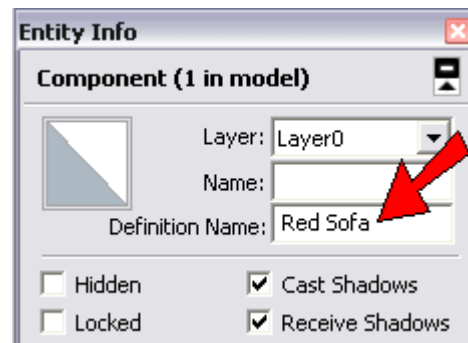 Entity Info
Component (1 in model)
Layer: Layer0
Name:
Definition Name: Red Sofa
Hidden Cast Shadows
Locked Receive Shadows